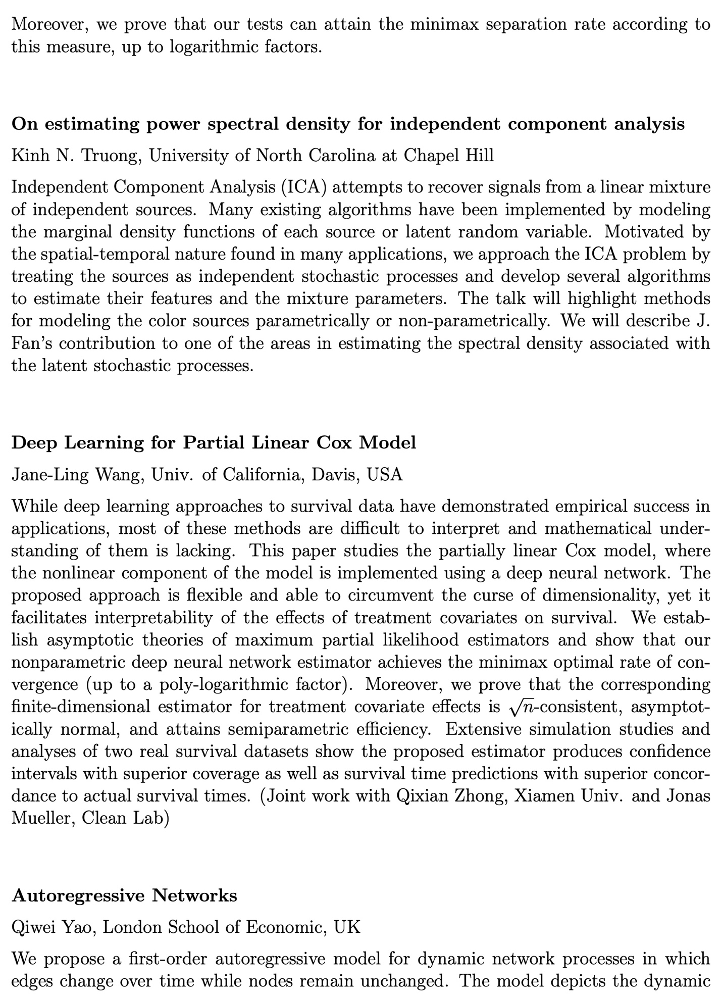 Moreover, we prove that our tests can attain the minimax separation rate according to
this measure, up to logarithmic factors.
On estimating power spectral density for independent component analysis
Kinh N. Truong, University of North Carolina at Chapel Hill
Independent Component Analysis (ICA) attempts to recover signals from a linear mixture
of independent sources. Many existing algorithms have been implemented by modeling
the marginal density functions of each source or latent random variable. Motivated by
the spatial-temporal nature found in many applications, we approach the ICA problem by
treating the sources as independent stochastic processes and develop several algorithms
to estimate their features and the mixture parameters. The talk will highlight methods
for modeling the color sources parametrically or non-parametrically. We will describe J.
Fan's contribution to one of the areas in estimating the spectral density associated with
the latent stochastic processes.
Deep Learning for Partial Linear Cox Model
Jane-Ling Wang, Univ. of California, Davis, USA
While deep learning approaches to survival data have demonstrated empirical success in
applications, most of these methods are difficult to interpret and mathematical under-
standing of them is lacking. This paper studies the partially linear Cox model, where
the nonlinear component of the model is implemented using a deep neural network. The
proposed approach is flexible and able to circumvent the curse of dimensionality, yet it
facilitates interpretability of the effects of treatment covariates on survival. We estab-
lish asymptotic theories of maximum partial likelihood estimators and show that our
nonparametric deep neural network estimator achieves the minimax optimal rate of con-
vergence (up to a poly-logarithmic factor). Moreover, we prove that the corresponding
finite-dimensional estimator for treatment covariate effects is √n-consistent, asymptot-
ically normal, and attains semiparametric efficiency. Extensive simulation studies and
analyses of two real survival datasets show the proposed estimator produces confidence
intervals with superior coverage as well as survival time predictions with superior concor-
dance to actual survival times. (Joint work with Qixian Zhong, Xiamen Univ. and Jonas
Mueller, Clean Lab)
Autoregressive Networks
Qiwei Yao, London School of Economic, UK
We propose a first-order autoregressive model for dynamic network processes in which
edges change over time while nodes remain unchanged. The model depicts the dynamic